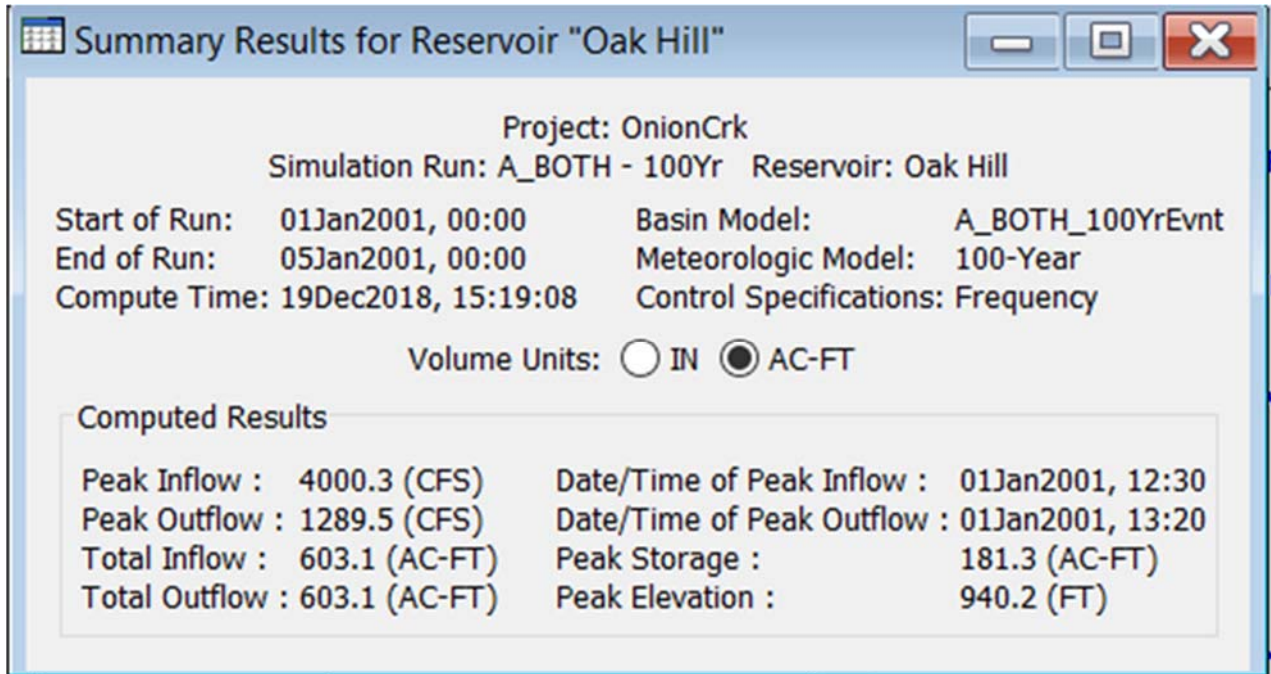 Summary Results for Reservoir "Oak Hill"
Project: OnionCrk
Simulation Run: A_BOTH - 100Yr Reservoir: Oak Hill
Start of Run: 01Jan2001, 00:00 Basin Model: A_BOTH_100YrEvnt
End of Run: 05Jan2001, 00:00 Meteorologic Model: 100-Year
Compute Time: 19Dec2018, 15:19:08 Control Specifications: Frequency
Volume Units: IN AC-FT
Computed Results
Peak Inflow : 4000.3 (CFS) Date/Time of Peak Inflow : 01Jan2001, 12:30
Peak Outflow : 1289.5 (CFS) Date/Time of Peak Outflow : 01Jan2001, 13:20
Total Inflow : 603.1 (AC-FT) Peak Storage : 181.3 (AC-FT)
Total Outflow : 603.1 (AC-FT) Peak Elevation : 940.2 (FT)